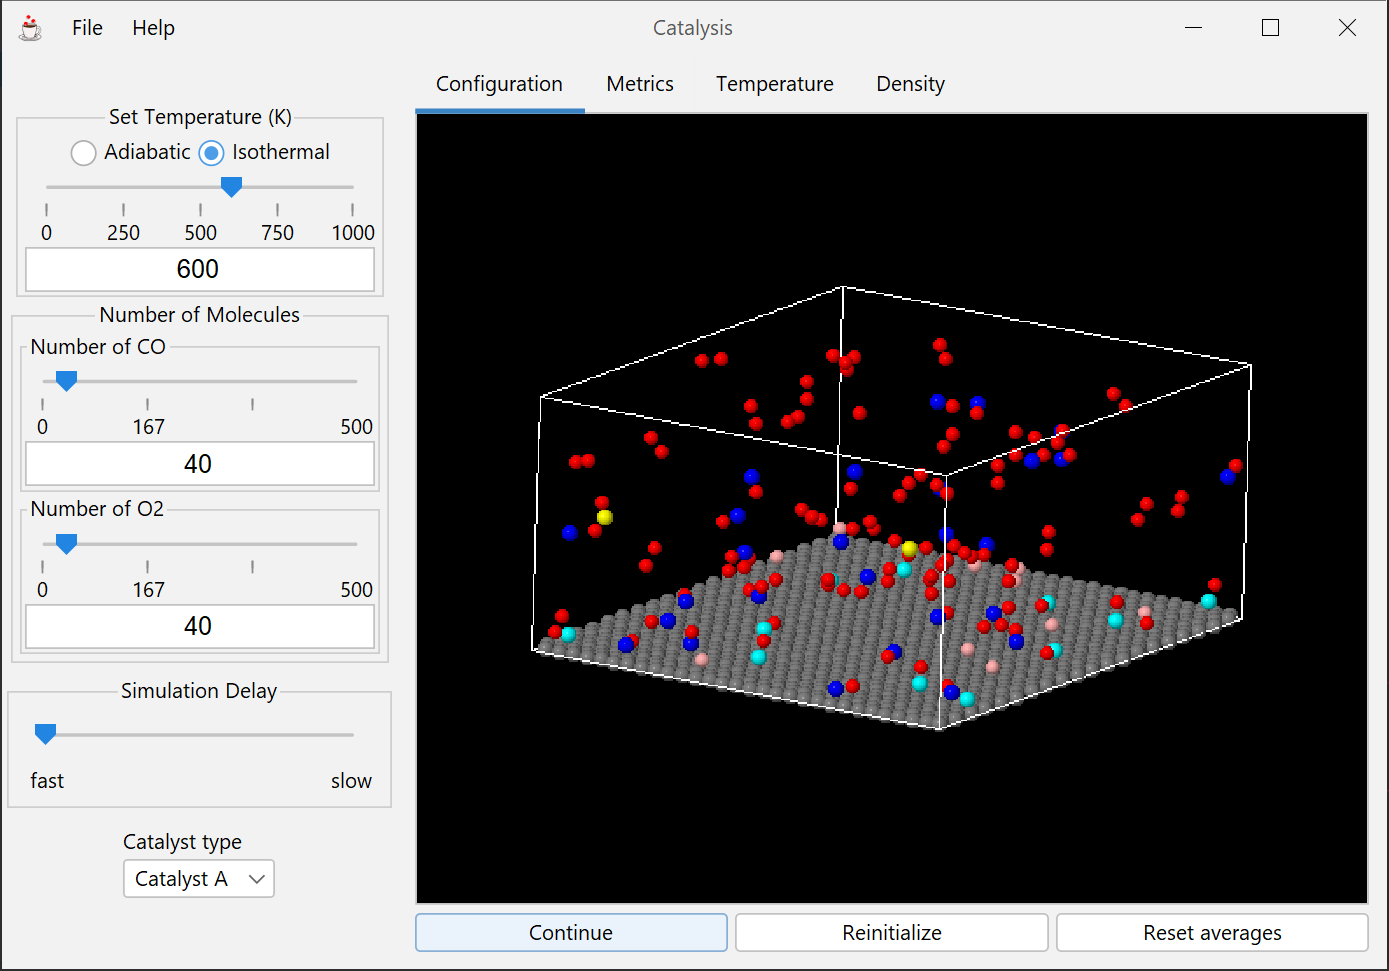 File Help
Catalysis
Configuration Metrics Temperature Density
Set Temperature (K)
Adiabatic Isothermal
0 250 500 750 1000
600
Number of Molecules
Number of CO
0 167 500
40
Number of O2
0 167 500
40
Simulation Delay
fast slow
Catalyst type
Catalyst A
Continue Reinitialize Reset averages